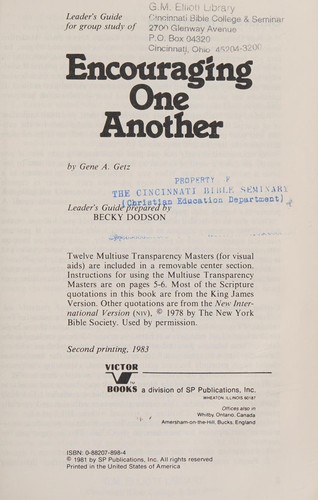 Leader's Guide
for group study of
G.M. Elliott Library
Cincinnati Bible College & Seminar
2700 Glenway Avenue
P.O. Box 04320
Cincinnati, Ohio 45204-3200
Encouraging
One
Another
by Gene A. Getz
PROPERTY F
THE CINCINNATI BIBLE SEMINARY
(Christian Education Department)
Leader's Guide prepared by
BECKY DODSON
Twelve Multiuse Transparency Masters (for visual
aids) are included in a removable center section.
Instructions for using the Multiuse Transparency
Masters are on pages 5-6. Most of the Scripture
quotations in this book are from the King James
Version. Other quotations are from the New Inter-
national Version (NIV), © 1978 by The New York
Bible Society. Used by permission.
Second printing, 1983
VICTOR
BOOKS a division of SP Publications, Inc.
WHEATON, ILLINOIS 60187
Offices also in
Whitby, Ontario, Canada
Amersham-on-the-Hill, Bucks, England
ISBN: 0-88207-898-4
© 1981 by SP Publications, Inc. All rights reserved
Printed in the United States of America